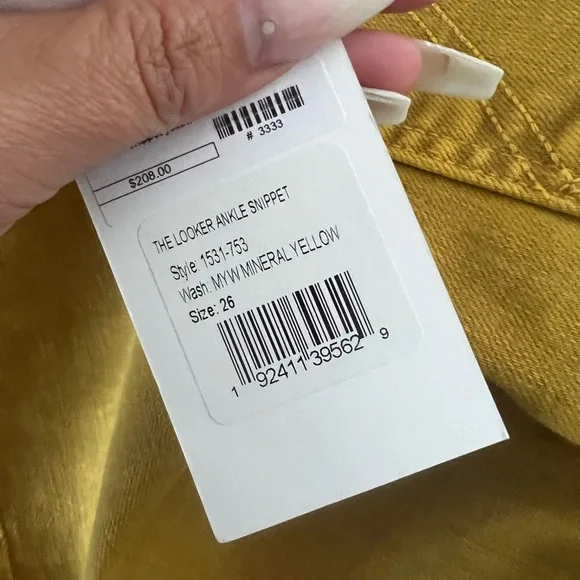 # 3333
$208.00
THE LOOKER ANKLE SNIPPET
Style: 1531-753
Wash: MYW MINERAL YELLOW
Size: 26
1 92411 39562 9